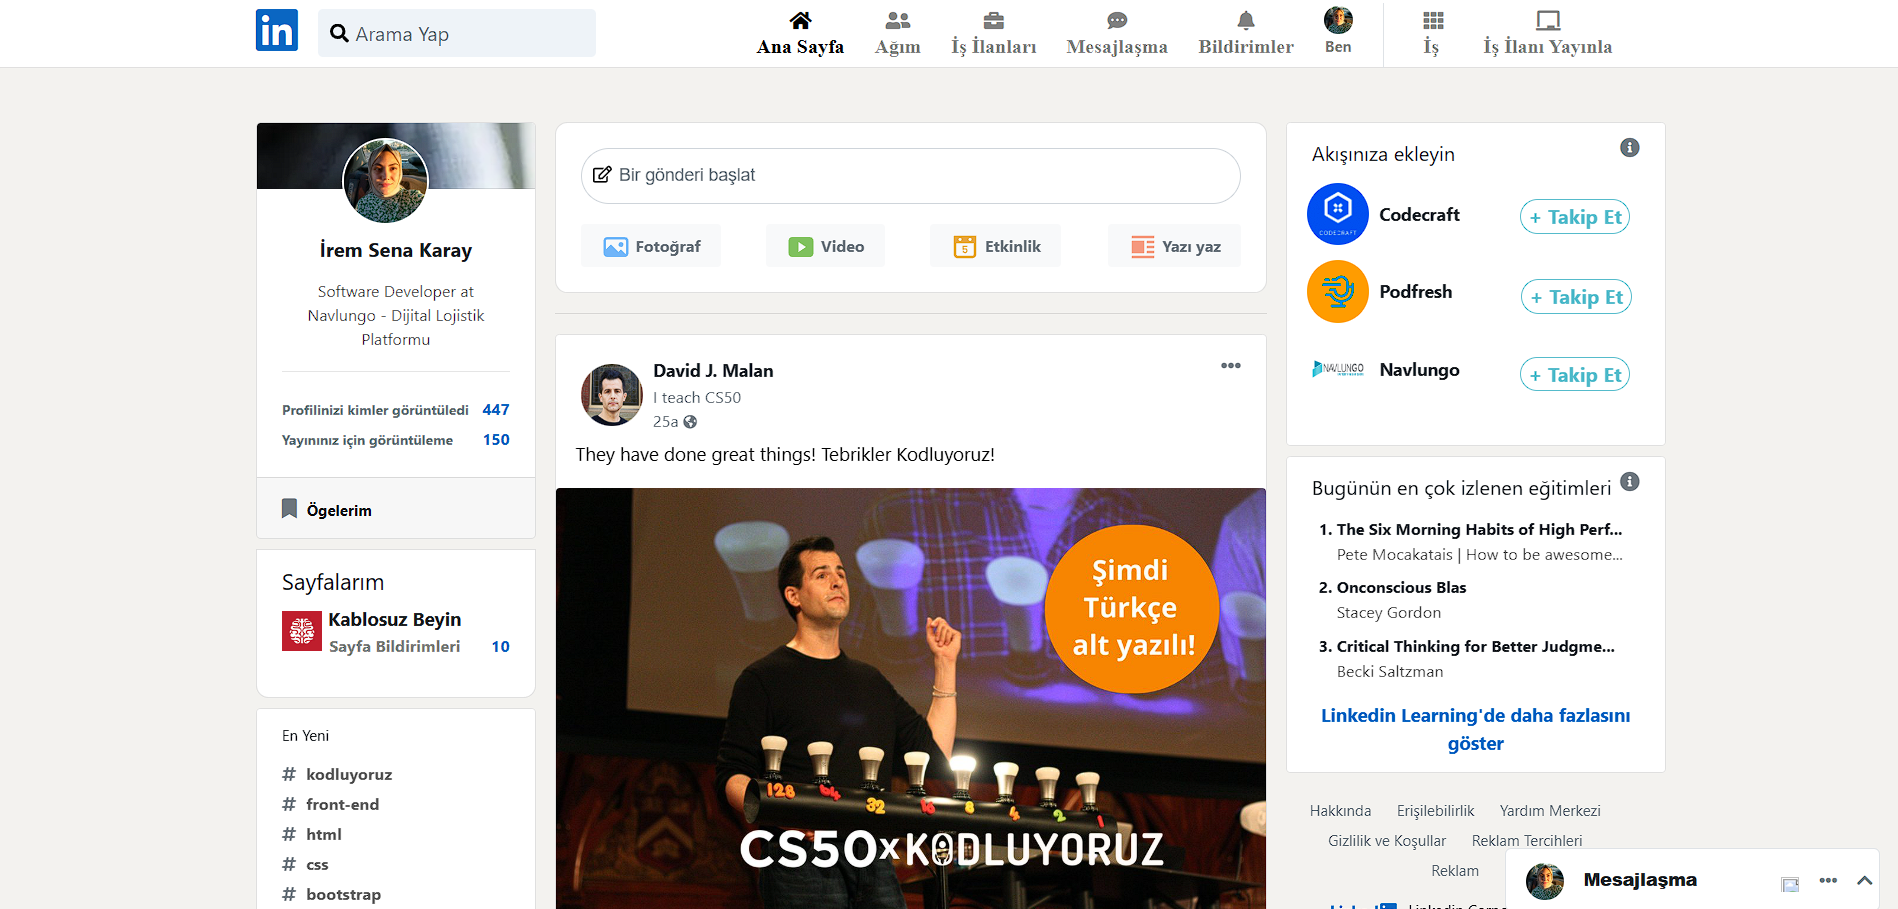 in
Arama Yap
Ana Sayfa
Ağım
İş İlanları
Mesajlaşma
Bildirimler
Ben
İş
İş İlanı Yayınla
İrem Sena Karay
Software Developer at
Navlungo - Dijital Lojistik
Platformu
Profilinizi kimler görüntüledi 447
Yayınınız için görüntüleme 150
Ögelerim
Sayfalarım
Kablosuz Beyin
Sayfa Bildirimleri 10
En Yeni
# kodluyoruz
# front-end
# html
# css
# bootstrap
Bir gönderi başlat
Fotoğraf
Video
5
Etkinlik
Yazı yaz
David J. Malan
I teach CS50
25a
They have done great things! Tebrikler Kodluyoruz!
Şimdi
Türkçe
alt yazılı!
128 64 32 16 8 4 2 1
CS50xKODLUYORUZ
Akışınıza ekleyin
CODECRAFT
Codecraft
+ Takip Et
Podfresh
+ Takip Et
NAVLUNGO
Navlungo
+ Takip Et
Bugünün en çok izlenen eğitimleri
1. The Six Morning Habits of High Perf...
Pete Mocakatais | How to be awesome...
2. Onconscious Blas
Stacey Gordon
3. Critical Thinking for Better Judgme...
Becki Saltzman
Linkedin Learning'de daha fazlasını
göster
Hakkında Erişilebilirlik Yardım Merkezi
Gizlilik ve Koşullar Reklam Tercihleri
Reklam
Mesajlaşma